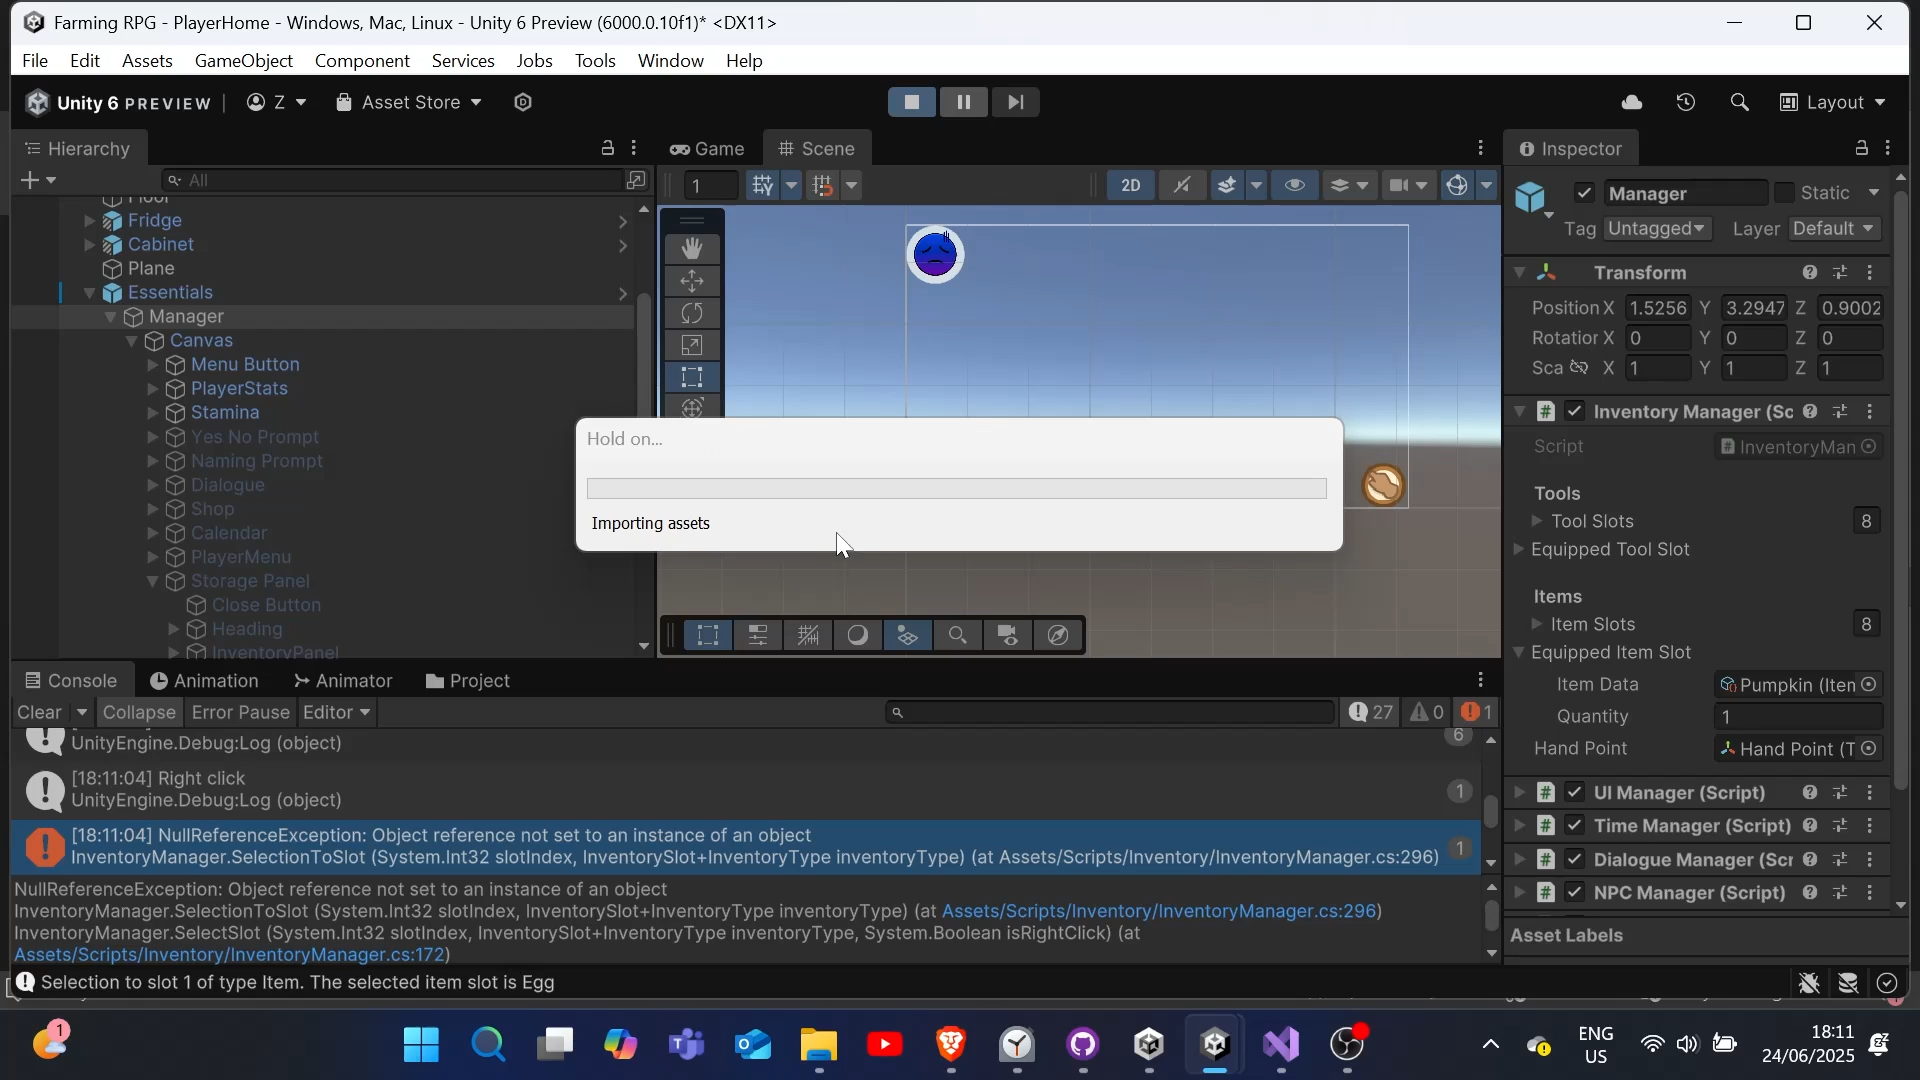 Farming RPG - PlayerHome - Windows, Mac, Linux - Unity 6 Preview (6000.0.10f1)* <DX11>
File Edit Assets GameObject Component Services Jobs Tools Window Help
Unity 6 PREVIEW Z Asset Store Layout
Hierarchy
Game Scene
Inspector
All
1
2D
Manager Static
Tag Untagged Layer Default
Floor
Fridge
Cabinet
Plane
Essentials
Manager
Canvas
Menu Button
PlayerStats
Stamina
Yes No Prompt
Naming Prompt
Dialogue
Shop
Calendar
PlayerMenu
Storage Panel
Close Button
Heading
InventoryPanel
Hold on...
Importing assets
Transform
Position X 1.5256 Y 3.2947 Z 0.9002
Rotatior X 0 Y 0 Z 0
Sca X 1 Y 1 Z 1
Inventory Manager (Sc
Script InventoryMan
Tools
Tool Slots 8
Equipped Tool Slot
Items
Item Slots 8
Equipped Item Slot
Item Data Pumpkin (Iten
Quantity 1
Hand Point Hand Point (T
UI Manager (Script)
Time Manager (Script)
Dialogue Manager (Scr
NPC Manager (Script)
Asset Labels
Console Animation Animator Project
Clear Collapse Error Pause Editor 27 0 1
UnityEngine.Debug:Log (object) 6
[18:11:04] Right click
UnityEngine.Debug:Log (object) 1
[18:11:04] NullReferenceException: Object reference not set to an instance of an object
InventoryManager.SelectionToSlot (System.Int32 slotIndex, InventorySlot+InventoryType inventoryType) (at Assets/Scripts/Inventory/InventoryManager.cs:296) 1
NullReferenceException: Object reference not set to an instance of an object
InventoryManager.SelectionToSlot (System.Int32 slotIndex, InventorySlot+InventoryType inventoryType) (at Assets/Scripts/Inventory/InventoryManager.cs:296)
InventoryManager.SelectSlot (System.Int32 slotIndex, InventorySlot+InventoryType inventoryType, System.Boolean isRightClick) (at
Assets/Scripts/Inventory/InventoryManager.cs:172)
Selection to slot 1 of type Item. The selected item slot is Egg
1
ENG
US
18:11
24/06/2025